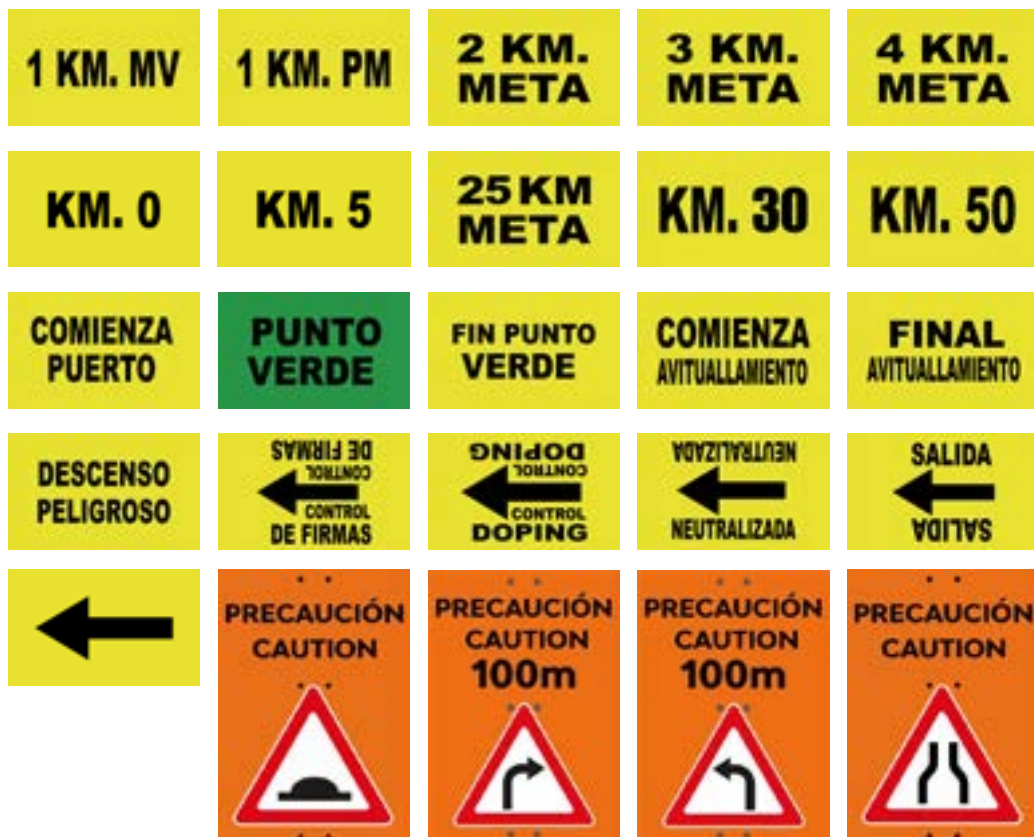 1 KM. MV
1 KM. PM
2 KM.
META
3 KM.
META
4 KM.
META
KM. 0
KM. 5
25 KM
META
KM. 30
KM. 50
COMIENZA
PUERTO
PUNTO
VERDE
FIN PUNTO
VERDE
COMIENZA
AVITUALLAMIENTO
FINAL
AVITUALLAMIENTO
DESCENSO
PELIGROSO
DE FIRMAS
CONTROL
CONTROL
DE FIRMAS
DOPING
CONTROL
CONTROL
DOPING
NEUTRALIZADA
NEUTRALIZADA
SALIDA
SALIDA
PRECAUCIÓN
CAUTION
PRECAUCIÓN
CAUTION
100m
PRECAUCIÓN
CAUTION
100m
PRECAUCIÓN
CAUTION